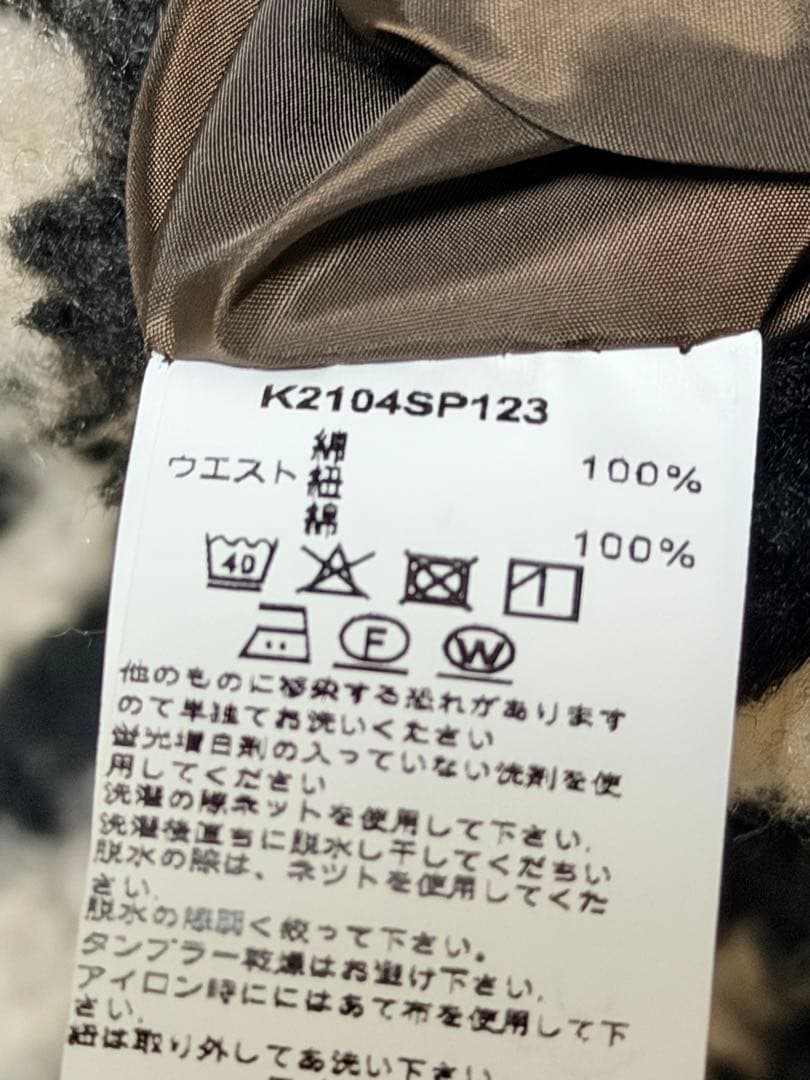 K2104SP123
綿 100%
ウエスト紐
綿 100%
40
F W
他のものに移染する恐れがあります
ので単独でお洗いください
蛍光増白剤の入っていない洗剤を使
用してください
洗濯の際ネットを使用して下さい.
洗濯後直ちに脱水し干してくだちい
脱水の際は、ネットを使用してくた
さい.
脱水の際弱く絞って下さい。
タンブラー乾燥はお避け下さい.
アイロン時ににはあて布を使用して下
さい.
紐は取り外してあ洗い下さい